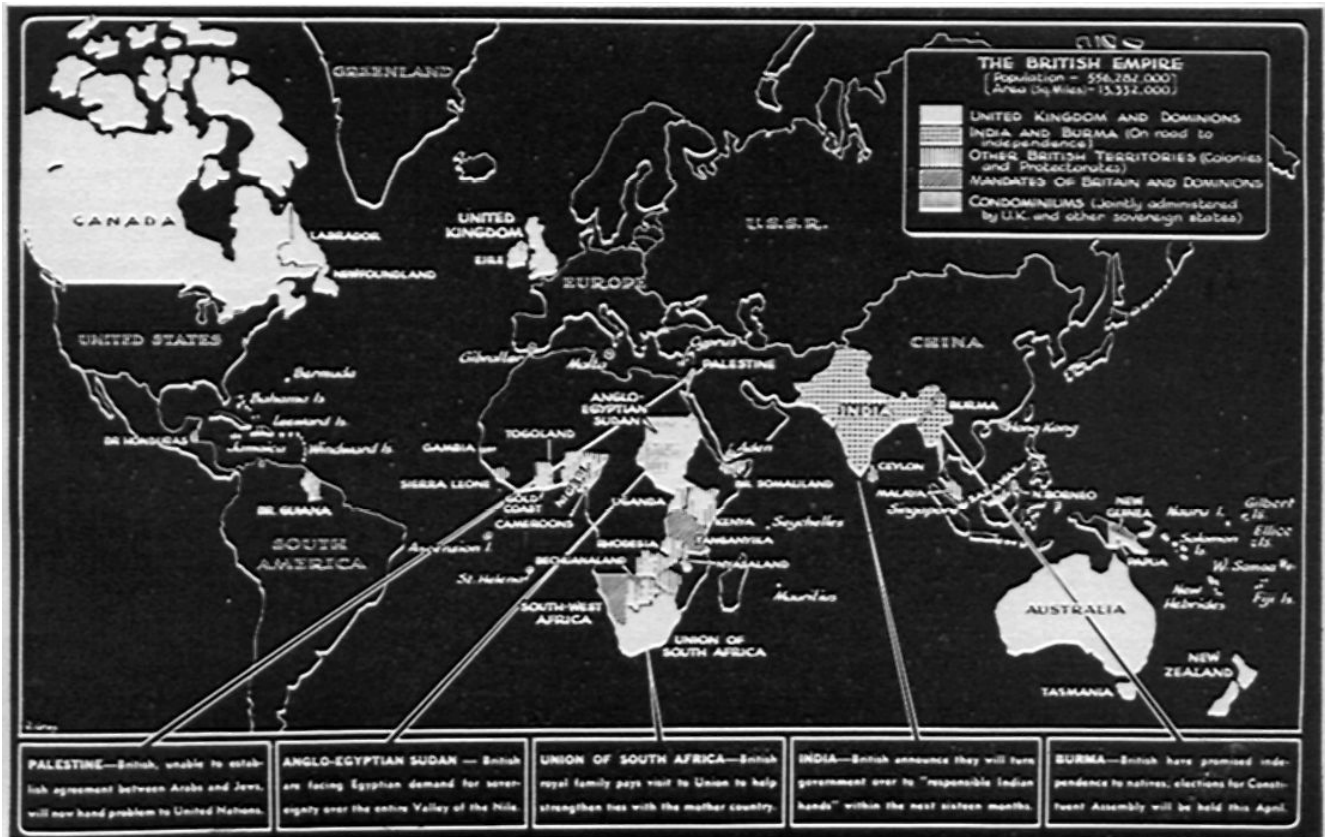 GREENLAND
THE BRITISH EMPIRE
[Population – 556,282,000]
[Area (Sq. Miles) – 13,332,000]
UNITED KINGDOM AND DOMINIONS
INDIA AND BURMA (On road to
independence)
OTHER BRITISH TERRITORIES (Colonies
and Protectorates)
MANDATES OF BRITAIN AND DOMINIONS
CONDOMINIUMS (Jointly administered
by U.K. and other sovereign states)
CANADA
LABRADOR
NEWFOUNDLAND
UNITED
KINGDOM
EIRE
EUROPE
U.S.S.R.
UNITED STATES
Bermuda
Bahama Is.
Leeward Is.
BR HONDURAS
Jamaica
Windward Is.
BR. GUIANA
SOUTH
AMERICA
Gibraltar
Malta
Cyprus
PALESTINE
CHINA
ANGLO-
EGYPTIAN
SUDAN
TOGOLAND
GAMBIA
SIERRA LEONE
GOLD
COAST
NIGERIA
CAMEROONS
Aden
BR. SOMALILAND
UGANDA
KENYA
TANGANYIKA
Seychelles
Ascension I.
RHODESIA
NYASALAND
BECHUANALAND
St. Helena
SOUTH-WEST
AFRICA
Mauritius
UNION OF
SOUTH AFRICA
INDIA
BURMA
Hong Kong
CEYLON
MALAYA
Singapore
SARAWAK
N. BORNEO
NEW
GUINEA
PAPUA
Nauru I.
Gilbert
Is.
Ellice
Is.
Solomon
Is.
W. Samoa
New
Hebrides
Fiji Is.
AUSTRALIA
TASMANIA
NEW
ZEALAND
PALESTINE—British, unable to estab-
lish agreement between Arabs and Jews,
will now hand problem to United Nations.
ANGLO-EGYPTIAN SUDAN — British
are facing Egyptian demand for sover-
eignty over the entire Valley of the Nile.
UNION OF SOUTH AFRICA—British
royal family pays visit to Union to help
strengthen ties with the mother country.
INDIA—British announce they will turn
government over to "responsible Indian
hands" within the next sixteen months.
BURMA—British have promised inde-
pendence to natives; elections for Consti-
tuent Assembly will be held this April.